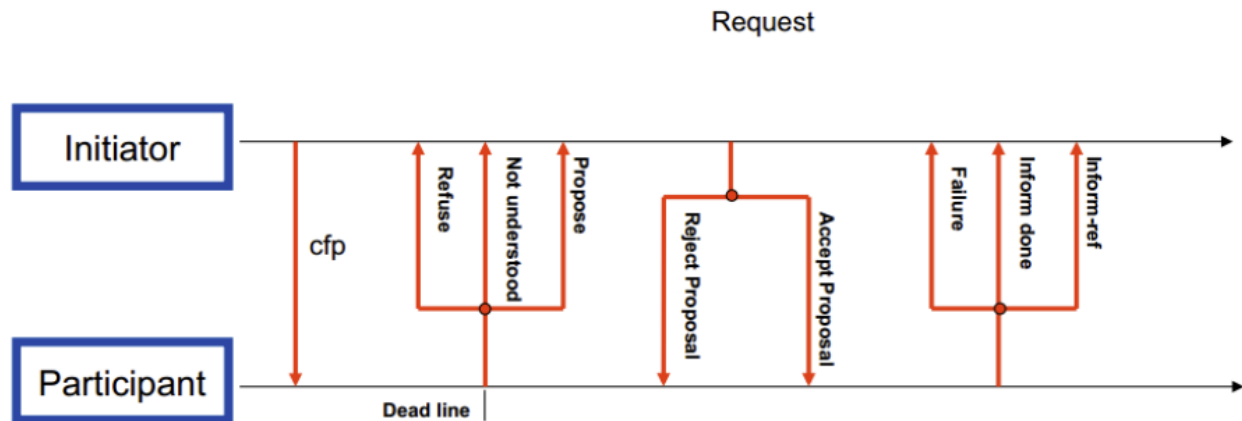 Request
Initiator
cfp
Refuse
Not understood
Propose
Reject Proposal
Accept Proposal
Failure
Inform done
Inform-ref
Participant
Dead line